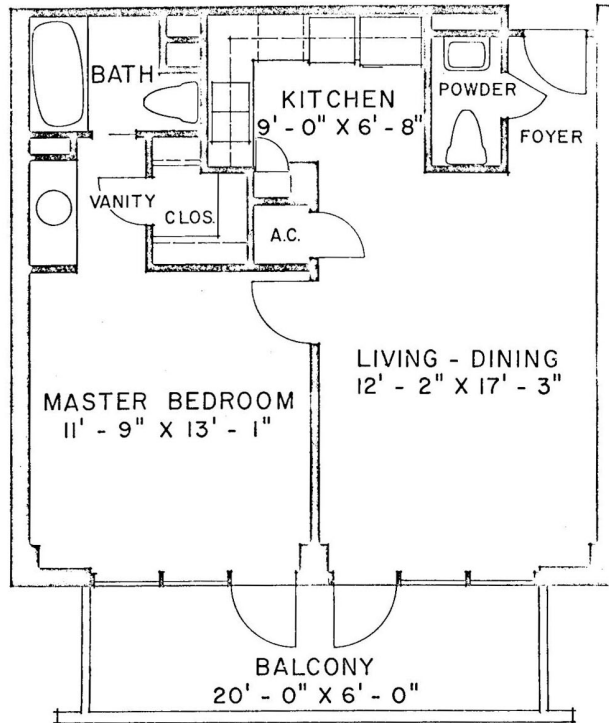 BATH
KITCHEN
9' - 0" X 6' - 8"
POWDER
FOYER
VANITY
CLOS.
A.C.
LIVING - DINING
12' - 2" X 17' - 3"
MASTER BEDROOM
11' - 9" X 13' - 1"
BALCONY
20' - 0" X 6' - 0"